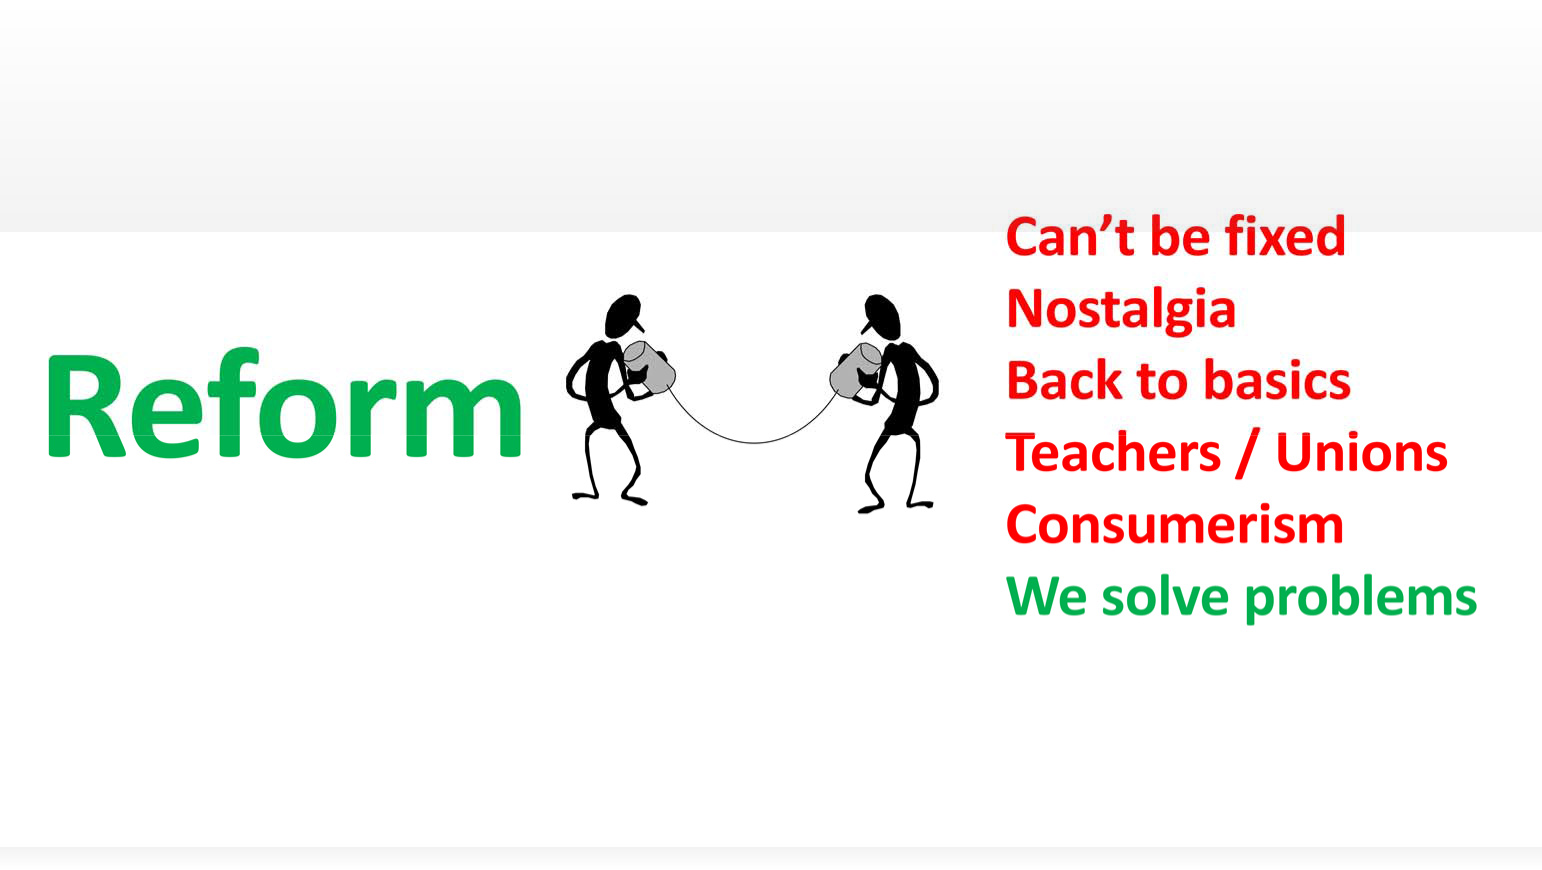 Reform
Can’t be fixed
Nostalgia
Back to basics
Teachers / Unions
Consumerism
We solve problems